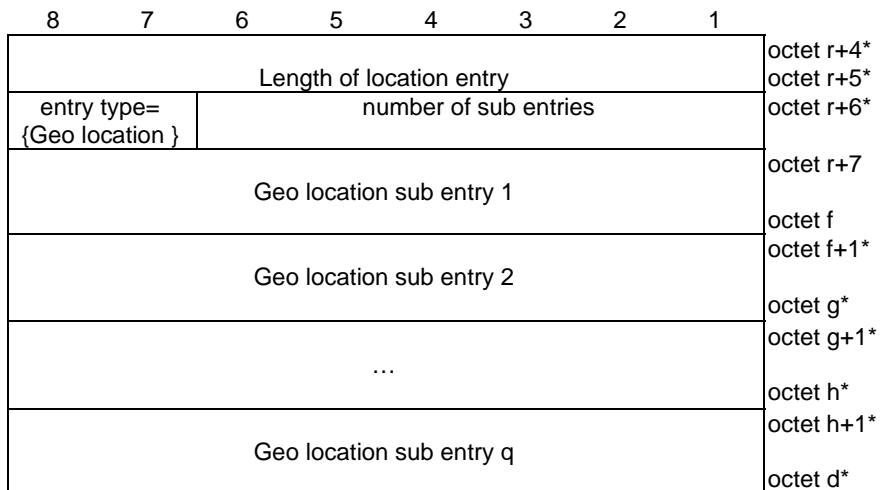 8 7 6 5 4 3 2 1
octet r+4*
Length of location entry octet r+5*
entry type= number of sub entries octet r+6*
{Geo location }
octet r+7
Geo location sub entry 1
octet f
octet f+1*
Geo location sub entry 2
octet g*
octet g+1*
…
octet h*
octet h+1*
Geo location sub entry q
octet d*